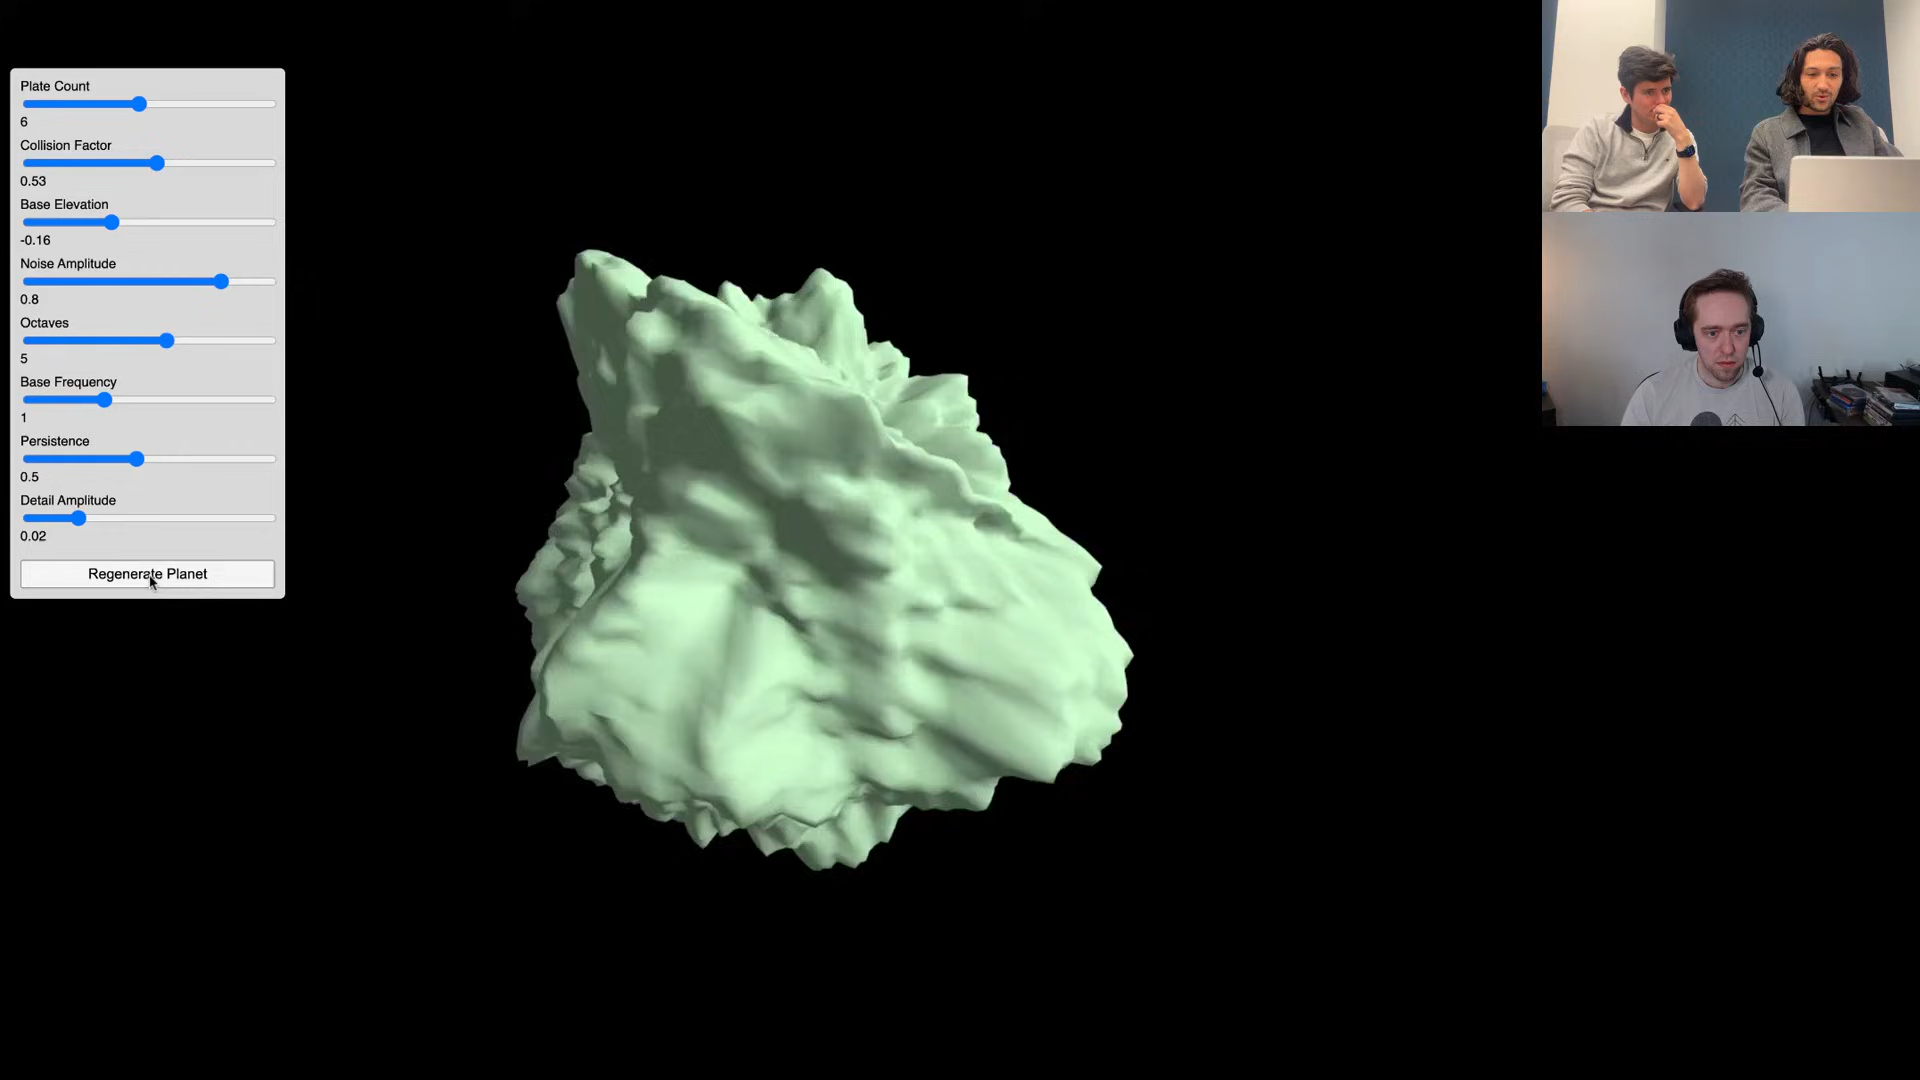 Plate Count
6
Collision Factor
0.53
Base Elevation
-0.16
Noise Amplitude
0.8
Octaves
5
Base Frequency
1
Persistence
0.5
Detail Amplitude
0.02
Regenerate Planet